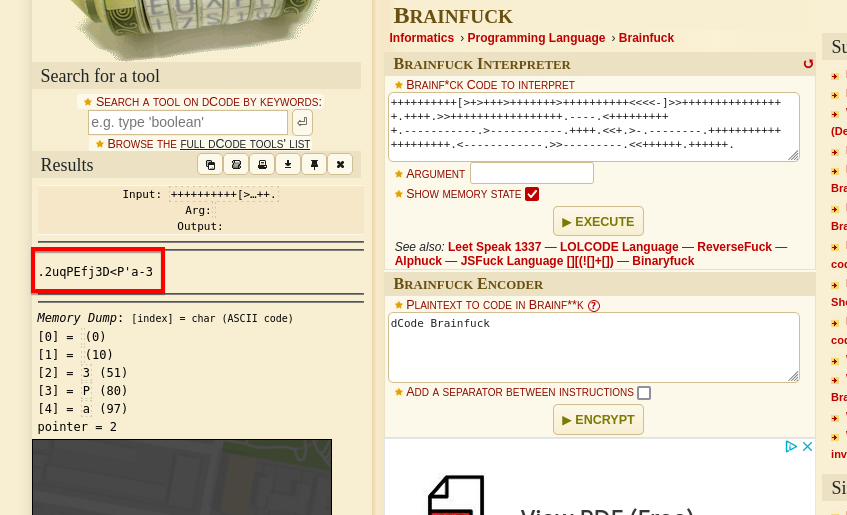 Search for a tool
★ SEARCH A TOOL ON DCODE BY KEYWORDS:
e.g. type 'boolean'
★ BROWSE THE FULL DCODE TOOLS' LIST
Results
Input: ++++++++++[>…++.
Arg:
Output:
.2uqPEfj3D<P'a-3
Memory Dump: [index] = char (ASCII code)
[0] = (0)
[1] = (10)
[2] = 3 (51)
[3] = P (80)
[4] = a (97)
pointer = 2
BRAINFUCK
Informatics › Programming Language › Brainfuck
BRAINFUCK INTERPRETER
★ BRAINF*CK CODE TO INTERPRET
++++++++++[>+>+++>+++++++>++++++++++<<<<-]>>+++++++++++++++
+.++++.>>+++++++++++++++++.----.<+++++++++
+.-----------.>-----------.++++.<<+.>-.--------.+++++++++++
+++++++++.<------------.>>---------.<<++++++.++++++.
★ ARGUMENT
★ SHOW MEMORY STATE
▶ EXECUTE
See also: Leet Speak 1337 — LOLCODE Language — ReverseFuck —
Alphuck — JSFuck Language [][(![]+[]) — Binaryfuck
BRAINFUCK ENCODER
★ PLAINTEXT TO CODE IN BRAINF**K ?
dCode Brainfuck
★ ADD A SEPARATOR BETWEEN INSTRUCTIONS
▶ ENCRYPT
View PDF (Free)
Su
(De
Bra
Bra
cod
She
cod
Bra
inv
Si